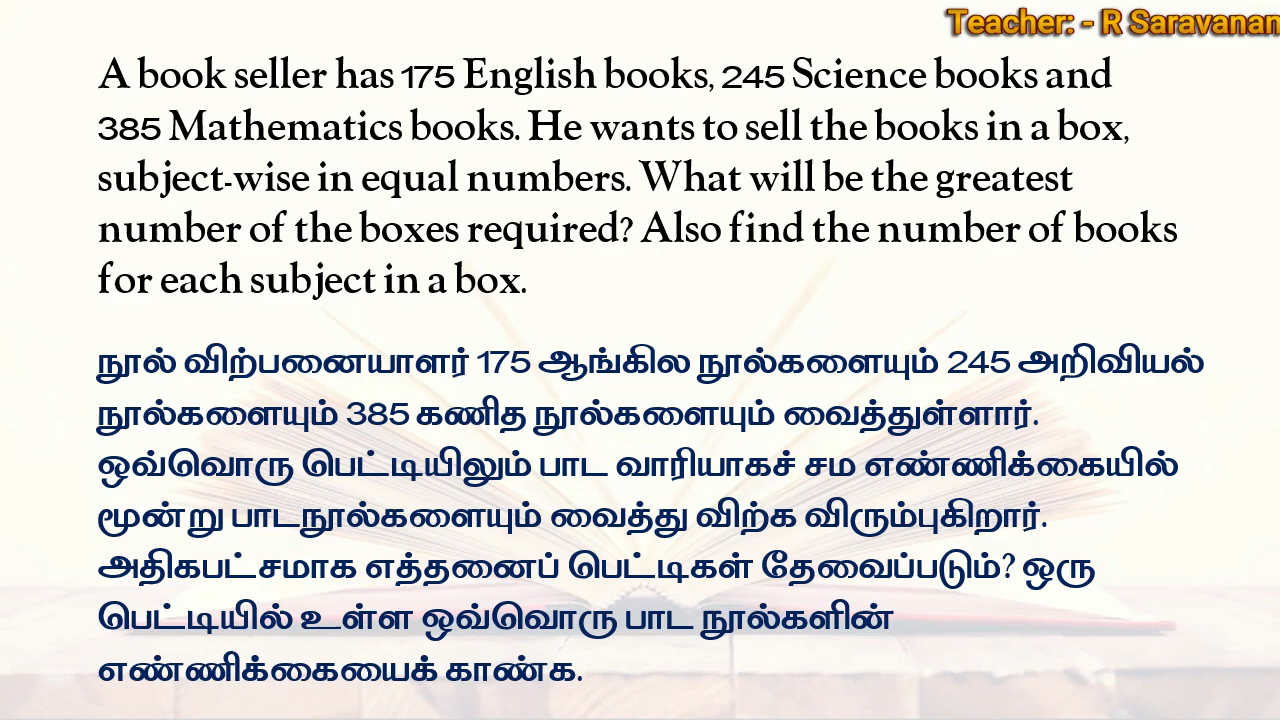 Teacher: - R Saravanan
A book seller has 175 English books, 245 Science books and
385 Mathematics books. He wants to sell the books in a box,
subject-wise in equal numbers. What will be the greatest
number of the boxes required? Also find the number of books
for each subject in a box.
நூல் விற்பனையாளர் 175 ஆங்கில நூல்களையும் 245 அறிவியல்
நூல்களையும் 385 கணித நூல்களையும் வைத்துள்ளார்.
ஒவ்வொரு பெட்டியிலும் பாட வாரியாகச் சம எண்ணிக்கையில்
மூன்று பாடநூல்களையும் வைத்து விற்க விரும்புகிறார்.
அதிகபட்சமாக எத்தனைப் பெட்டிகள் தேவைப்படும்? ஒரு
பெட்டியில் உள்ள ஒவ்வொரு பாட நூல்களின்
எண்ணிக்கையைக் காண்க.